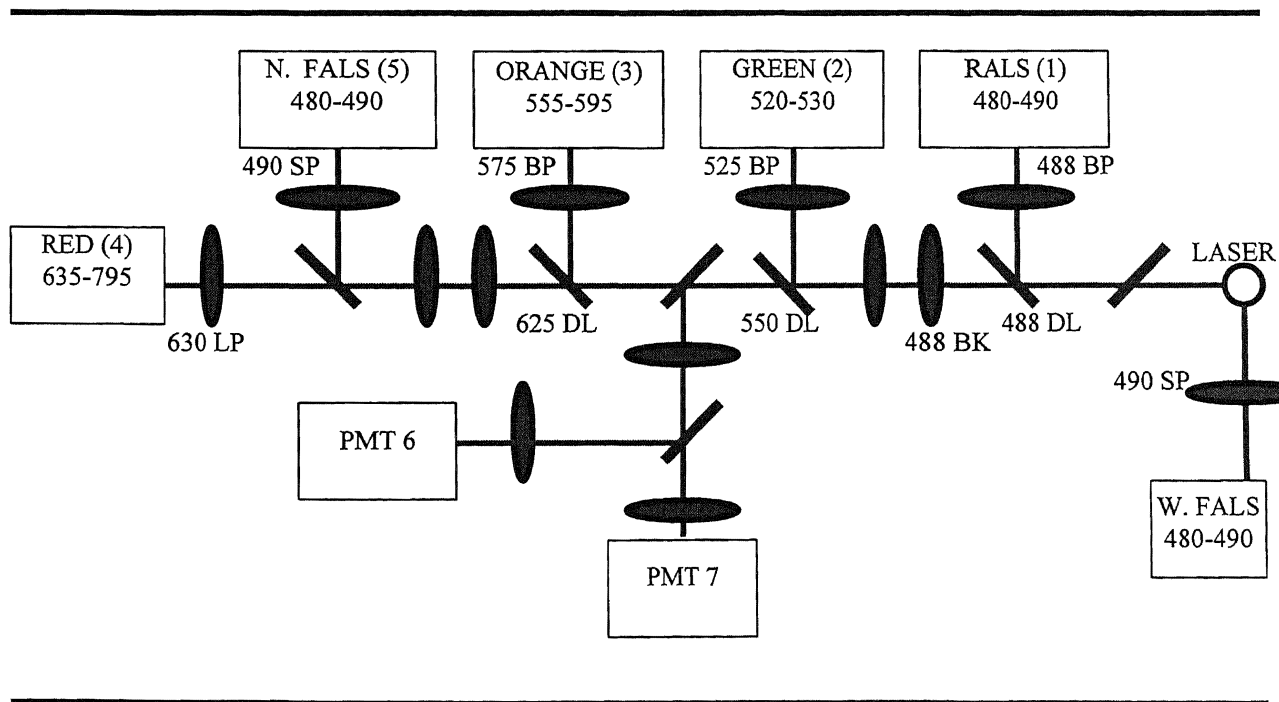 N. FALS (5)
480-490
ORANGE (3)
555-595
GREEN (2)
520-530
RALS (1)
480-490
490 SP
575 BP
525 BP
488 BP
RED (4)
635-795
LASER
630 LP
625 DL
550 DL
488 BK
488 DL
490 SP
PMT 6
W. FALS
480-490
PMT 7